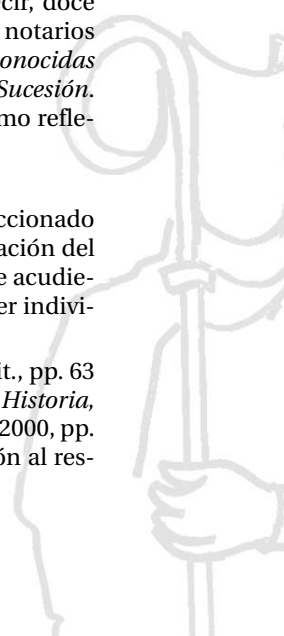 ecir, doce
notarios
onocidas
Sucesión.
mo refle-
ccionado
ación del
e acudie-
er indivi-
it., pp. 63
Historia,
2000, pp.
ón al res-